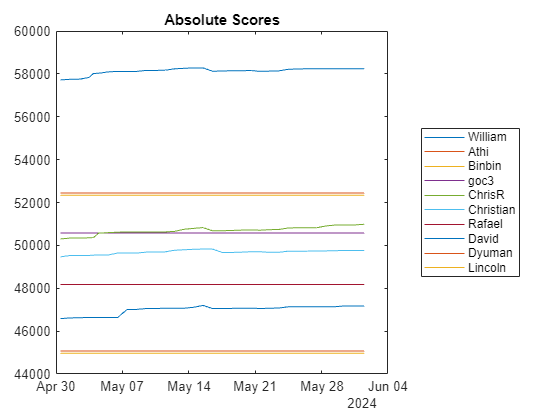 Absolute Scores
60000
58000
56000
54000
52000
50000
48000
46000
44000
Apr 30 May 07 May 14 May 21 May 28 Jun 04
2024
William
Athi
Binbin
goc3
ChrisR
Christian
Rafael
David
Dyuman
Lincoln